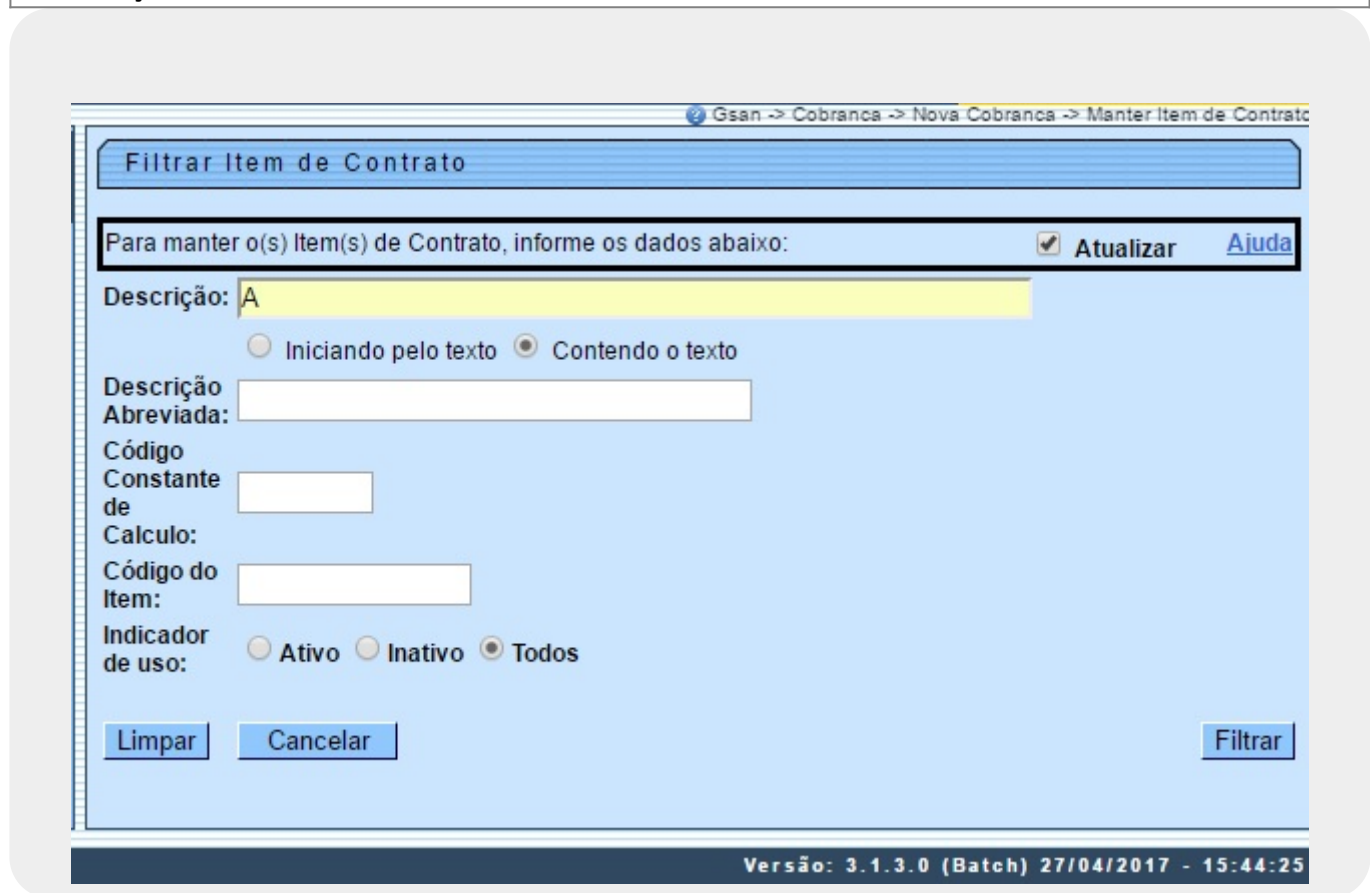 Gsan -> Cobranca -> Nova Cobranca -> Manter Item de Contrato
Filtrar Item de Contrato
Para manter o(s) Item(s) de Contrato, informe os dados abaixo: Atualizar Ajuda
Descrição: A
Iniciando pelo texto Contendo o texto
Descrição
Abreviada:
Código
Constante
de
Calculo:
Código do
Item:
Indicador
de uso: Ativo Inativo Todos
Limpar Cancelar Filtrar
Versão: 3.1.3.0 (Batch) 27/04/2017 - 15:44:25